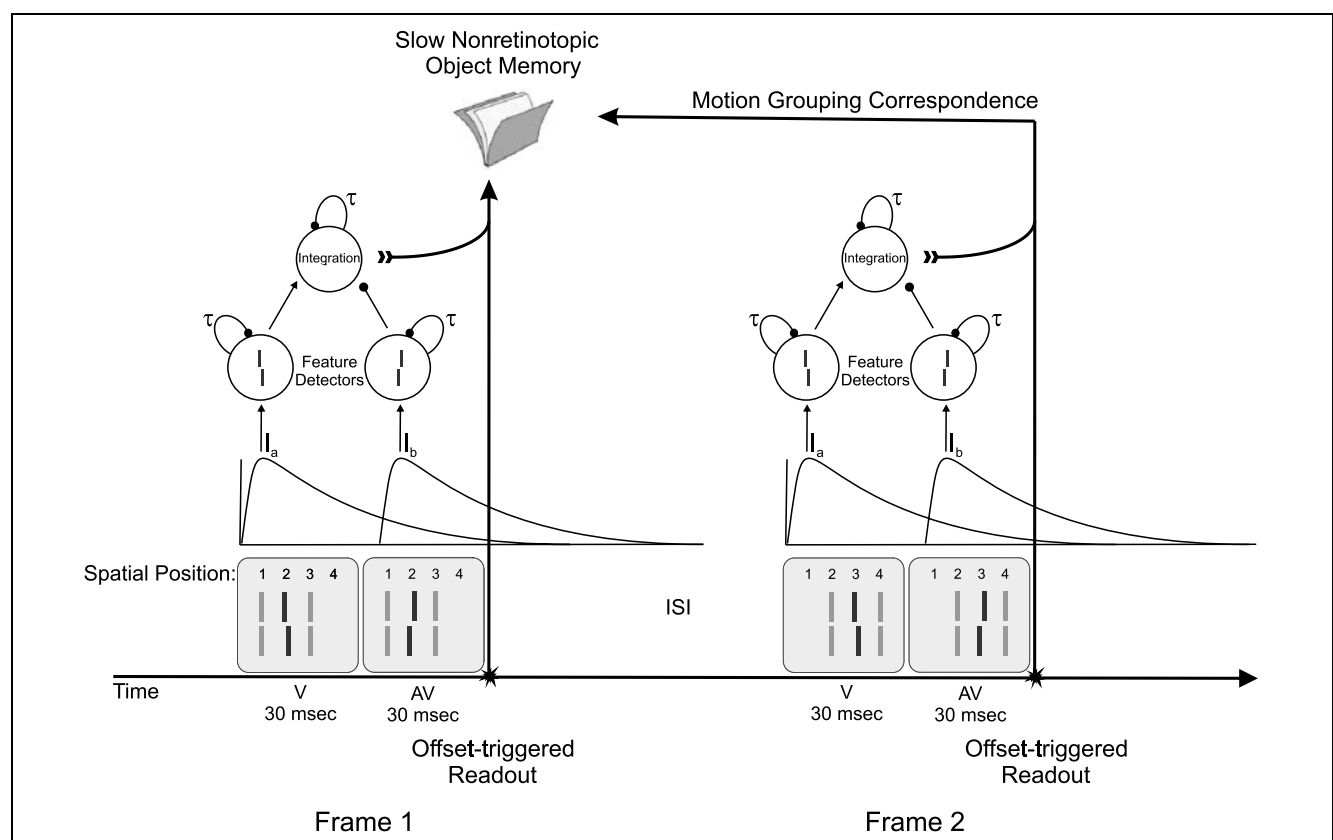 Slow Nonretinotopic
Object Memory
Motion Grouping Correspondence
τ τ
Integration Integration
τ τ τ τ
Feature Feature
Detectors Detectors
Ia Ib Ia Ib
Spatial Position: 1 2 3 4 1 2 3 4 1 2 3 4 1 2 3 4
ISI
Time V AV V AV
30 msec 30 msec 30 msec 30 msec
Offset-triggered Offset-triggered
Readout Readout
Frame 1 Frame 2